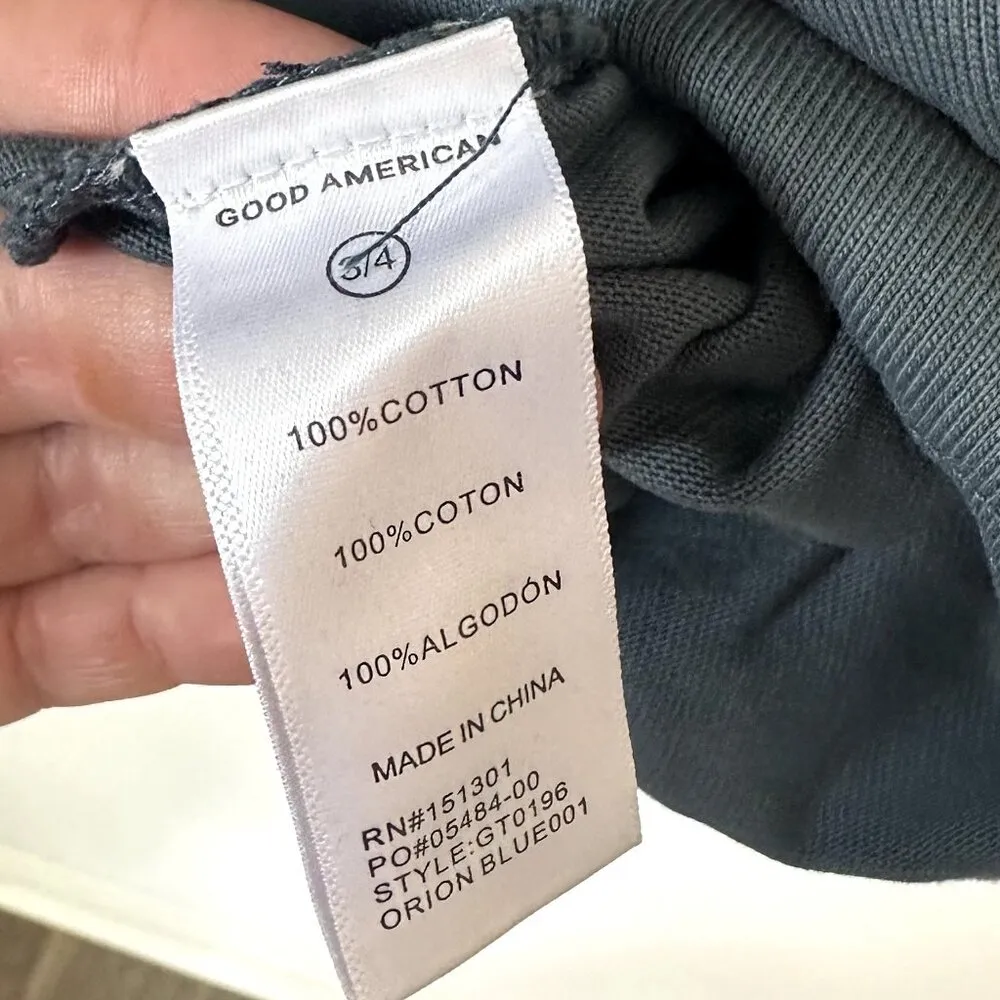 GOOD AMERICAN
3/4
100%COTTON
100%COTON
100%ALGODÓN
MADE IN CHINA
RN#151301
PO#05484-00
STYLE:GT0196
ORION BLUE001